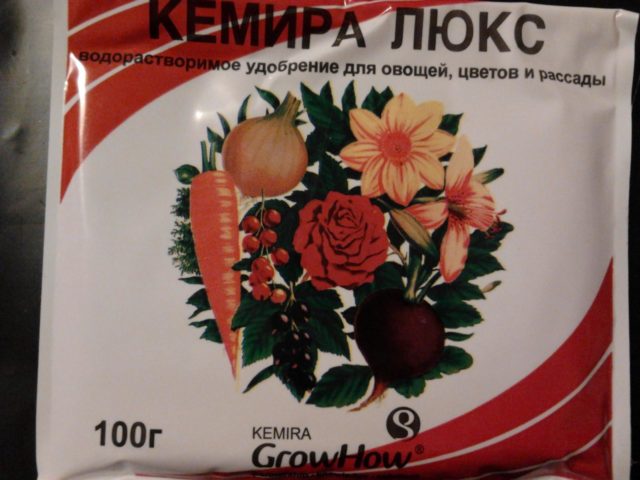 КЕМИРА ЛЮКС
водорастворимое удобрение для овощей, цветов и рассады
100г
KEMIRA
GrowHow®